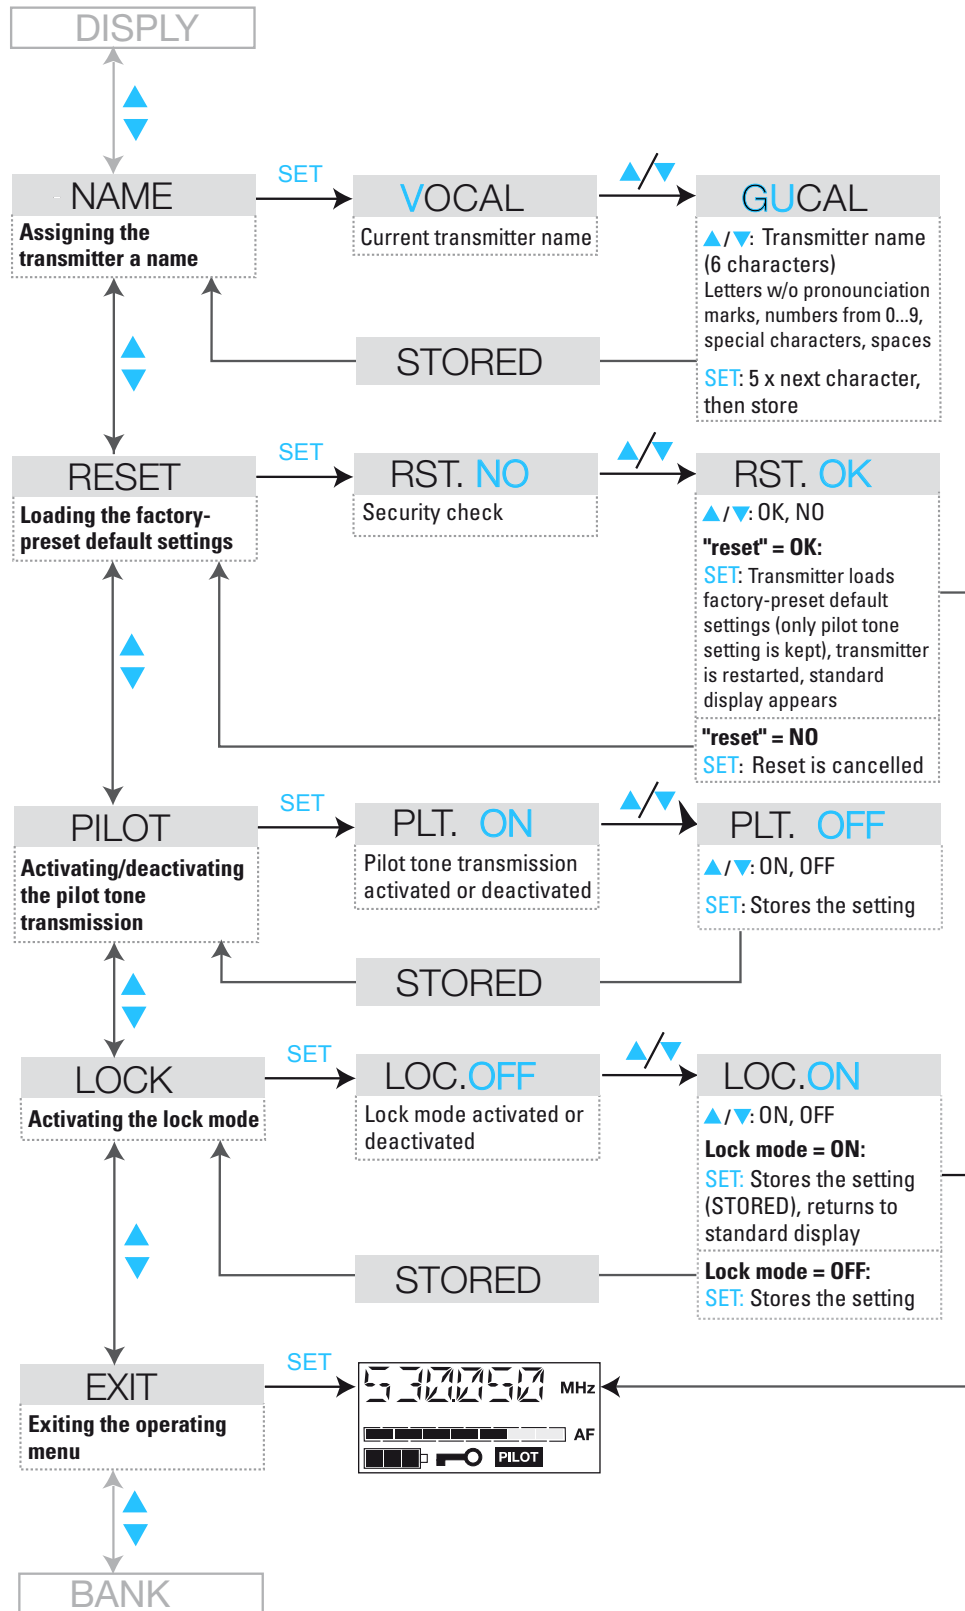 DISPLY
NAME
SET
VOCAL
GUCAL
Assigning the
transmitter a name
Current transmitter name
▲/▼: Transmitter name
(6 characters)
Letters w/o pronounciation
marks, numbers from 0...9,
special characters, spaces
SET: 5 x next character,
then store
STORED
RESET
SET
RST. NO
RST. OK
Loading the factory-
preset default settings
Security check
▲/▼: OK, NO
"reset" = OK:
SET: Transmitter loads
factory-preset default
settings (only pilot tone
setting is kept), transmitter
is restarted, standard
display appears
"reset" = NO
SET: Reset is cancelled
PILOT
SET
PLT. ON
PLT. OFF
Activating/deactivating
the pilot tone
transmission
Pilot tone transmission
activated or deactivated
▲/▼: ON, OFF
SET: Stores the setting
STORED
LOCK
SET
LOC.OFF
LOC.ON
Activating the lock mode
Lock mode activated or
deactivated
▲/▼: ON, OFF
Lock mode = ON:
SET: Stores the setting
(STORED), returns to
standard display
Lock mode = OFF:
SET: Stores the setting
STORED
EXIT
SET
530.050 MHz
Exiting the operating
menu
AF
PILOT
BANK